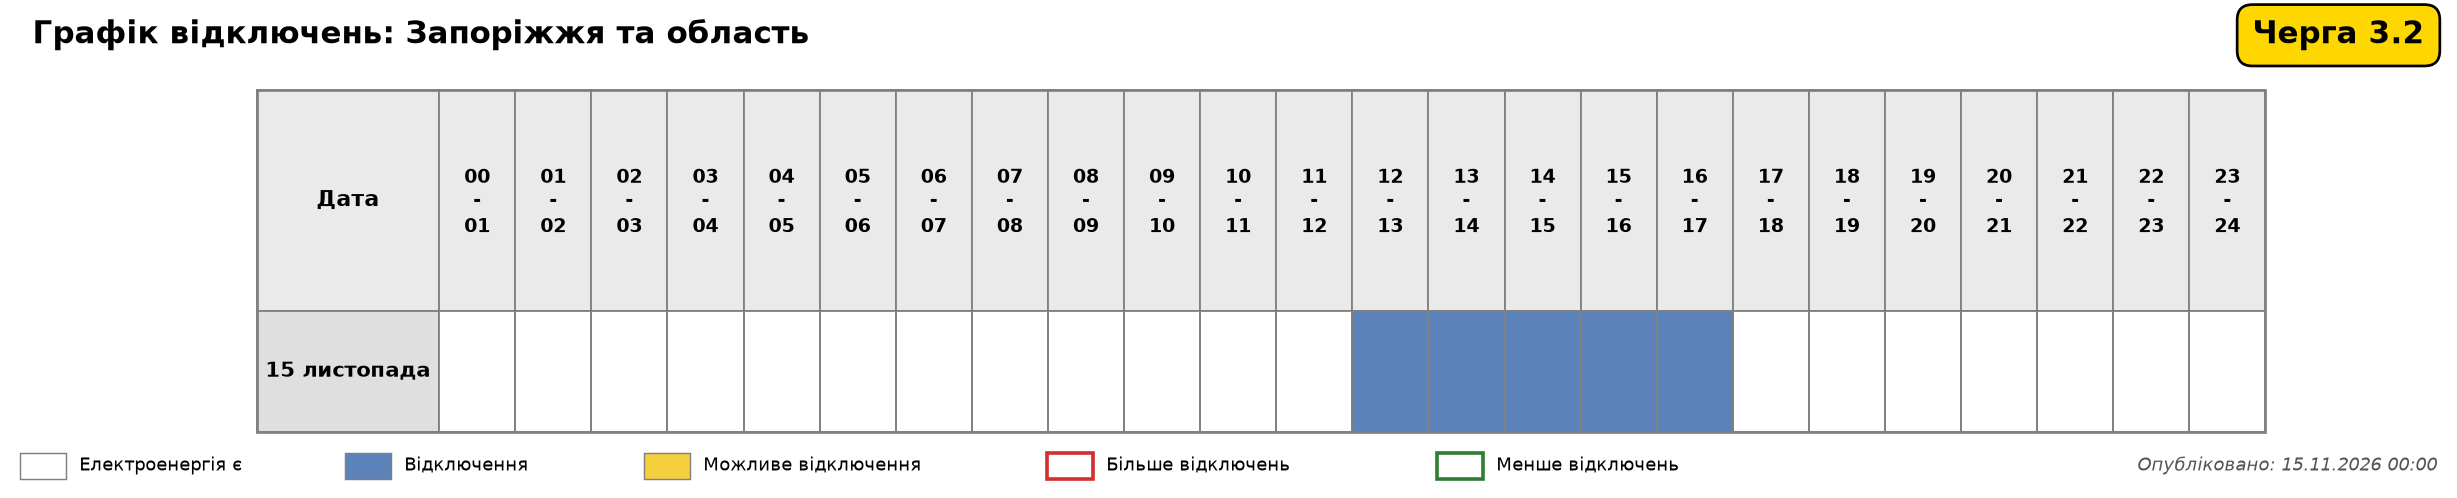 Графік відключень: Запоріжжя та область
Черга 3.2
Дата
00 - 01
01 - 02
02 - 03
03 - 04
04 - 05
05 - 06
06 - 07
07 - 08
08 - 09
09 - 10
10 - 11
11 - 12
12 - 13
13 - 14
14 - 15
15 - 16
16 - 17
17 - 18
18 - 19
19 - 20
20 - 21
21 - 22
22 - 23
23 - 24
15 листопада
Електроенергія є
Відключення
Можливе відключення
Більше відключень
Менше відключень
Опубліковано: 15.11.2026 00:00